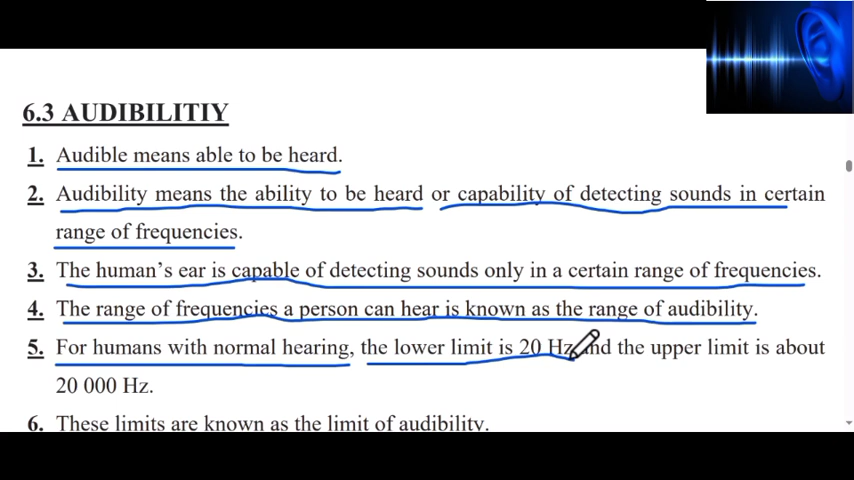 6.3 AUDIBILITIY
1. Audible means able to be heard.
2. Audibility means the ability to be heard or capability of detecting sounds in certain
range of frequencies.
3. The human's ear is capable of detecting sounds only in a certain range of frequencies.
4. The range of frequencies a person can hear is known as the range of audibility.
5. For humans with normal hearing, the lower limit is 20 Hz and the upper limit is about
20 000 Hz.
6. These limits are known as the limit of audibility.